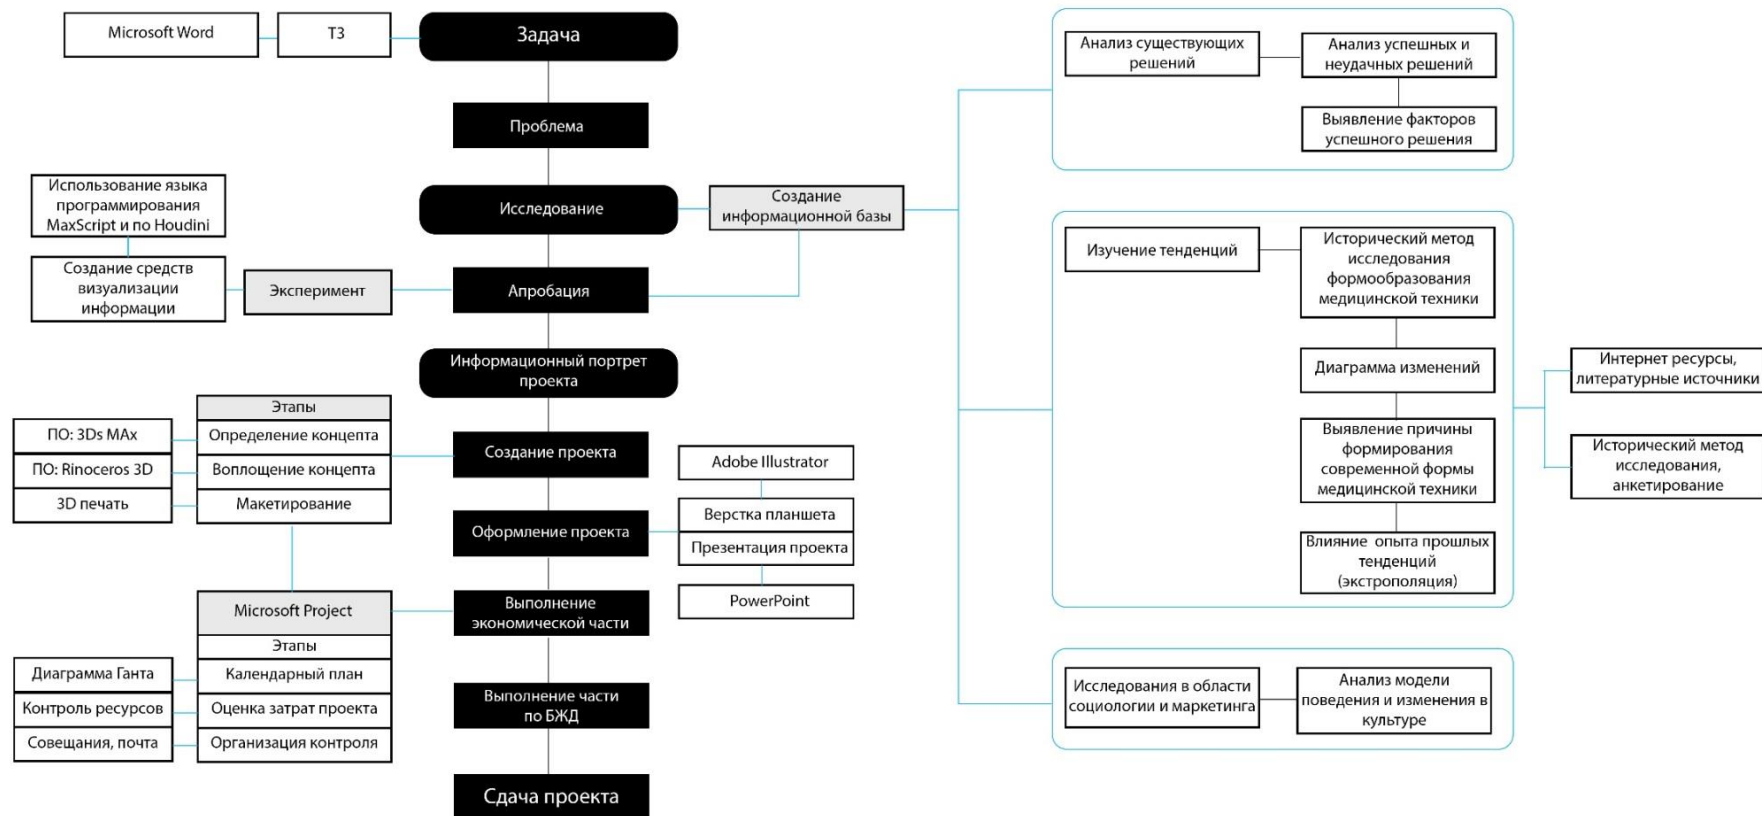 Microsoft Word
ТЗ
Задача
Проблема
Исследование
Создание
информационной базы
Использование языка
программирования
MaxScript и по Houdini
Создание средств
визуализации
информации
Эксперимент
Апробация
Информационный портрет
проекта
Этапы
Определение концепта
Воплощение концепта
Макетирование
ПО: 3Ds MAx
ПО: Rinoceros 3D
3D печать
Создание проекта
Оформление проекта
Adobe Illustrator
Верстка планшета
Презентация проекта
PowerPoint
Microsoft Project
Этапы
Календарный план
Оценка затрат проекта
Организация контроля
Диаграмма Ганта
Контроль ресурсов
Совещания, почта
Выполнение
экономической части
Выполнение части
по БЖД
Сдача проекта
Анализ существующих
решений
Анализ успешных и
неудачных решений
Выявление факторов
успешного решения
Изучение тенденций
Исторический метод
исследования
формообразования
медицинской техники
Диаграмма изменений
Выявление причины
формирования
современной формы
медицинской техники
Влияние опыта прошлых
тенденций
(экстрополяция)
Интернет ресурсы,
литературные источники
Исторический метод
исследования,
анкетирование
Исследования в области
социологии и маркетинга
Анализ модели
поведения и изменения в
культуре